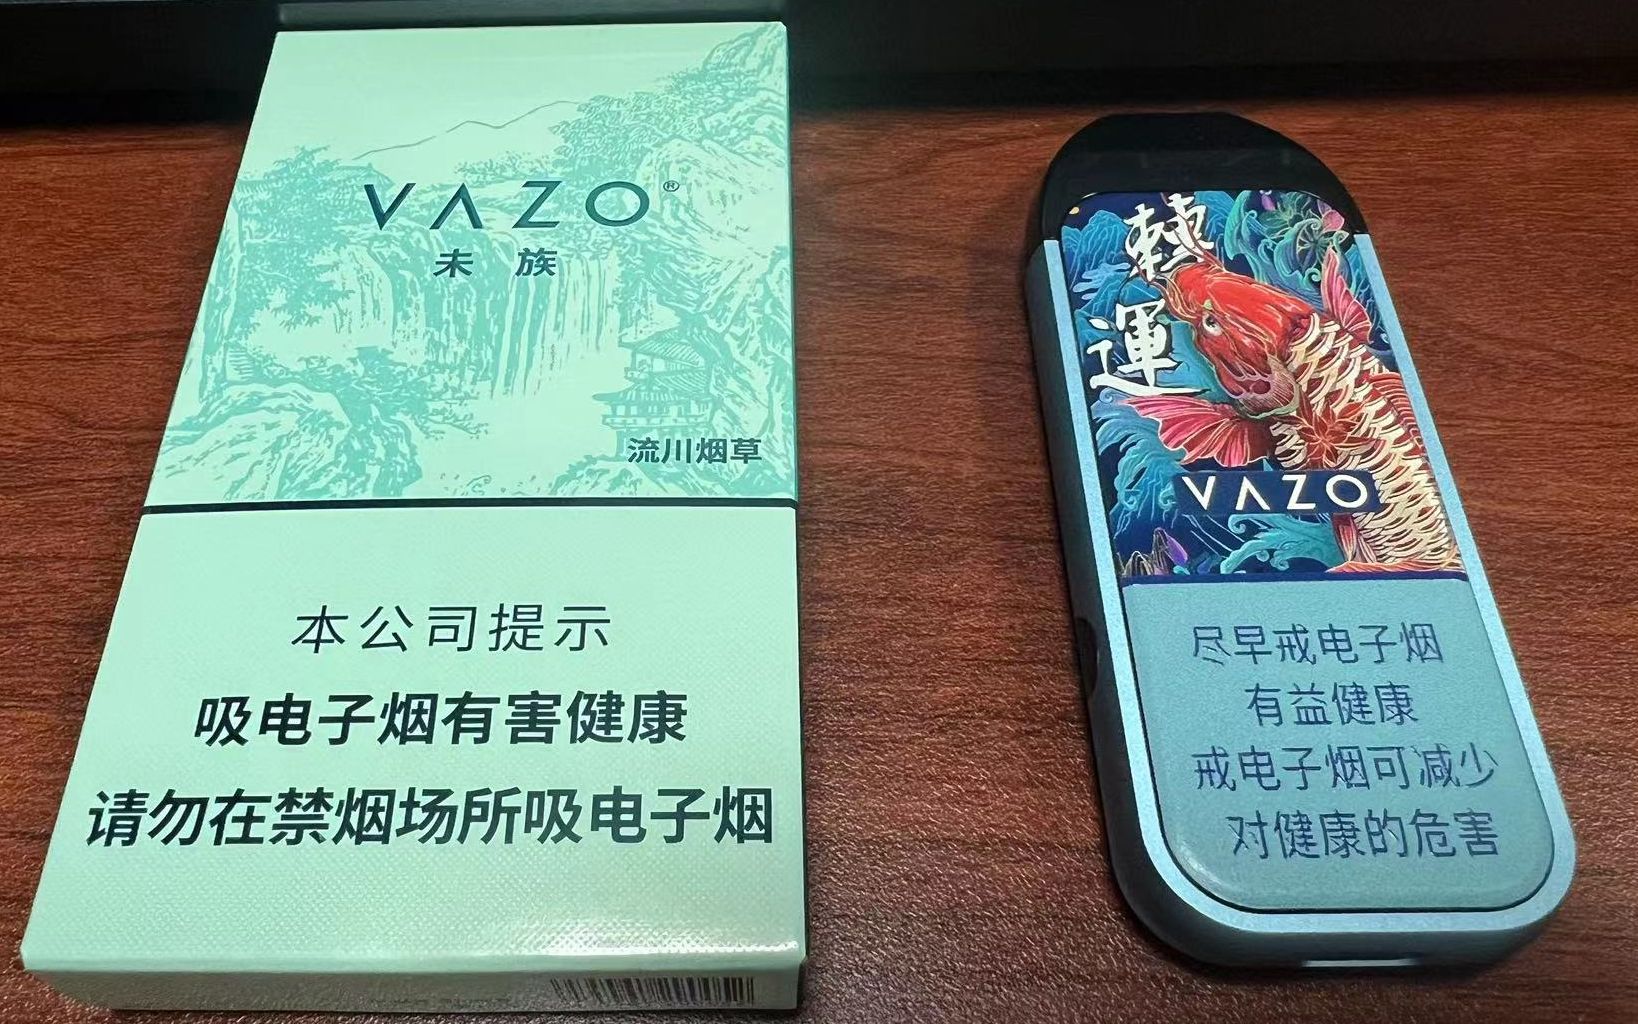 VAZO®
未族
流川烟草
本公司提示
吸电子烟有害健康
请勿在禁烟场所吸电子烟
轉
運
VAZO
尽早戒电子烟
有益健康
戒电子烟可减少
对健康的危害